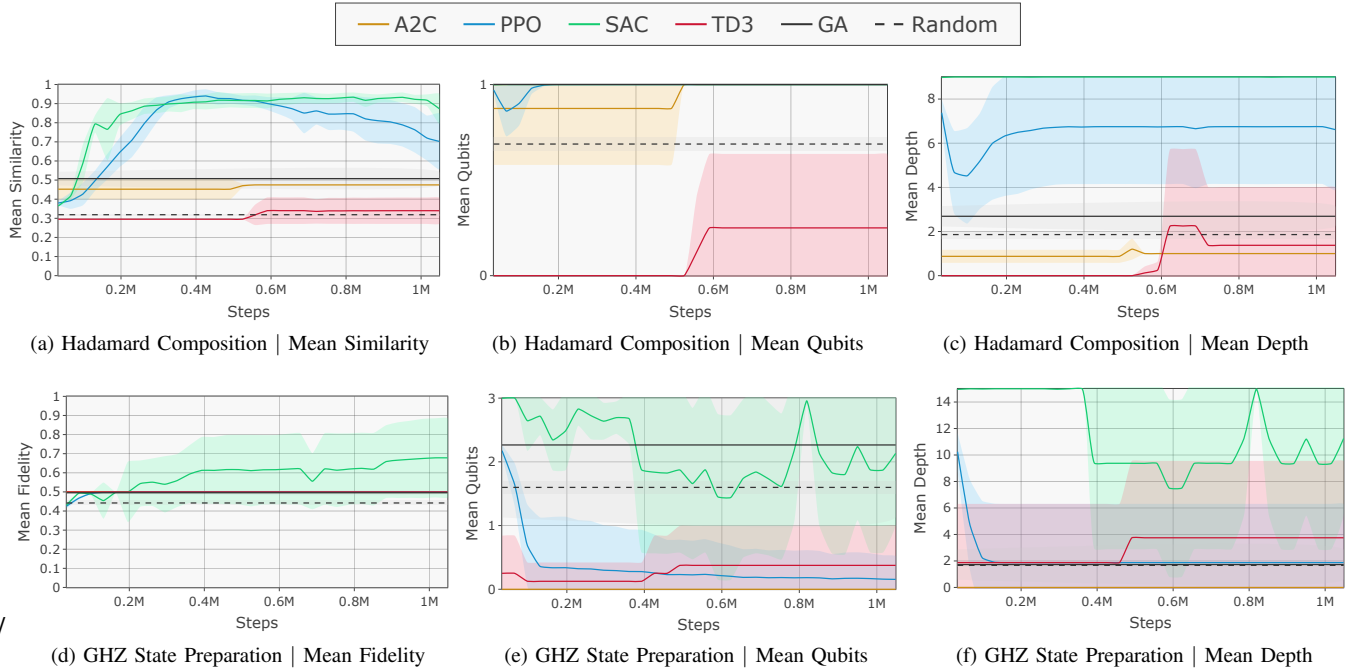 A2C PPO SAC TD3 GA Random
1
0.9
0.8
0.7
0.6
0.5
0.4
0.3
0.2
0.1
0
Mean Similarity
0.2M 0.4M 0.6M 0.8M 1M
Steps
(a) Hadamard Composition | Mean Similarity
1
0
Mean Qubits
0.2M 0.4M 0.6M 0.8M 1M
Steps
(b) Hadamard Composition | Mean Qubits
8
6
4
2
0
Mean Depth
0.2M 0.4M 0.6M 0.8M 1M
Steps
(c) Hadamard Composition | Mean Depth
1
0.9
0.8
0.7
0.6
0.5
0.4
0.3
0.2
0.1
0
Mean Fidelity
0.2M 0.4M 0.6M 0.8M 1M
Steps
(d) GHZ State Preparation | Mean Fidelity
3
2
1
0
Mean Qubits
0.2M 0.4M 0.6M 0.8M 1M
Steps
(e) GHZ State Preparation | Mean Qubits
14
12
10
8
6
4
2
0
Mean Depth
0.2M 0.4M 0.6M 0.8M 1M
Steps
(f) GHZ State Preparation | Mean Depth